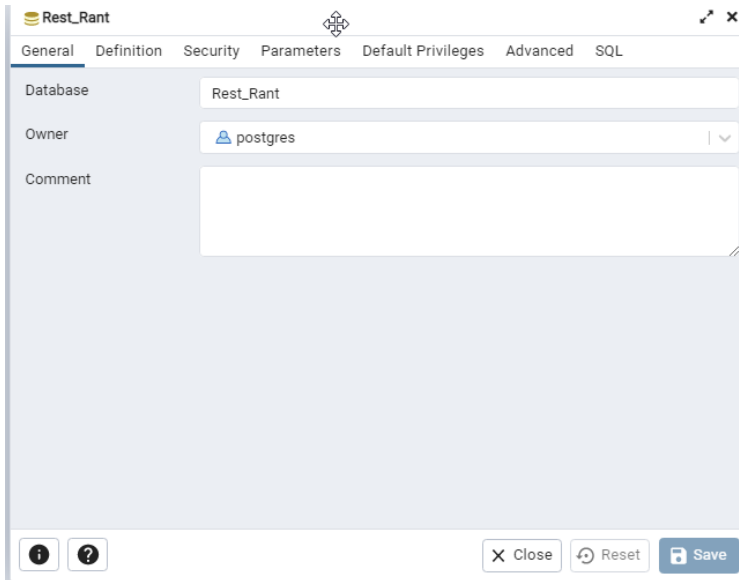 Rest_Rant
General Definition Security Parameters Default Privileges Advanced SQL
Database Rest_Rant
Owner postgres
Comment
Close Reset Save